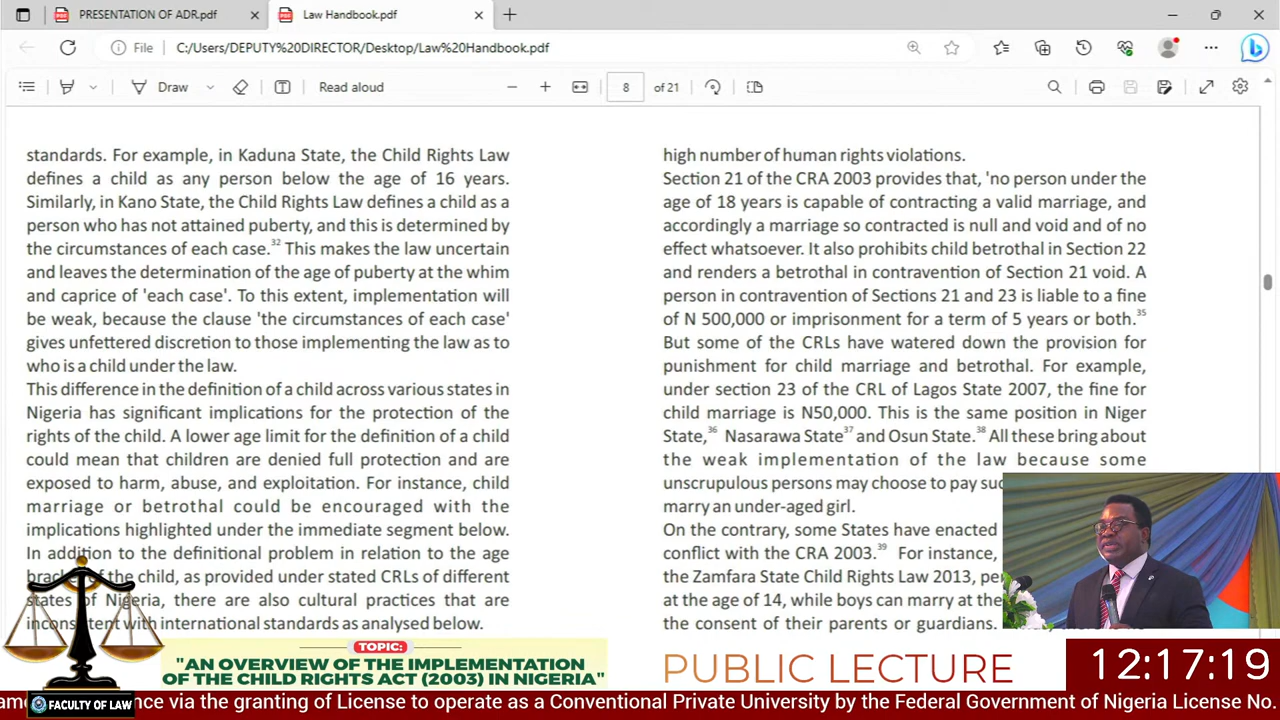 PRESENTATION OF ADR.pdf
Law Handbook.pdf
File
C:/Users/DEPUTY%20DIRECTOR/Desktop/Law%20Handbook.pdf
Draw
Read aloud
8
of 21
standards. For example, in Kaduna State, the Child Rights Law
defines a child as any person below the age of 16 years.
Similarly, in Kano State, the Child Rights Law defines a child as a
person who has not attained puberty, and this is determined by
the circumstances of each case.32 This makes the law uncertain
and leaves the determination of the age of puberty at the whim
and caprice of 'each case'. To this extent, implementation will
be weak, because the clause 'the circumstances of each case'
gives unfettered discretion to those implementing the law as to
who is a child under the law.
This difference in the definition of a child across various states in
Nigeria has significant implications for the protection of the
rights of the child. A lower age limit for the definition of a child
could mean that children are denied full protection and are
exposed to harm, abuse, and exploitation. For instance, child
marriage or betrothal could be encouraged with the
implications highlighted under the immediate segment below.
In addition to the definitional problem in relation to the age
of the child, as provided under stated CRLs of different
states of Nigeria, there are also cultural practices that are
inconsistent with international standards as analysed below.
high number of human rights violations.
Section 21 of the CRA 2003 provides that, 'no person under the
age of 18 years is capable of contracting a valid marriage, and
accordingly a marriage so contracted is null and void and of no
effect whatsoever. It also prohibits child betrothal in Section 22
and renders a betrothal in contravention of Section 21 void. A
person in contravention of Sections 21 and 23 is liable to a fine
of N 500,000 or imprisonment for a term of 5 years or both.35
But some of the CRLs have watered down the provision for
punishment for child marriage and betrothal. For example,
under section 23 of the CRL of Lagos State 2007, the fine for
child marriage is N50,000. This is the same position in Niger
State,36 Nasarawa State37 and Osun State.38 All these bring about
the weak implementation of the law because some
unscrupulous persons may choose to pay suc
marry an under-aged girl.
On the contrary, some States have enacted
conflict with the CRA 2003.39 For instance,
the Zamfara State Child Rights Law 2013, pe
at the age of 14, while boys can marry at the
the consent of their parents or guardians.
TOPIC:
"AN OVERVIEW OF THE IMPLEMENTATION
OF THE CHILD RIGHTS ACT (2003) IN NIGERIA"
PUBLIC LECTURE
12:17:19
FACULTY OF LAW
nce via the granting of License to operate as a Conventional Private University by the Federal Government of Nigeria License No.